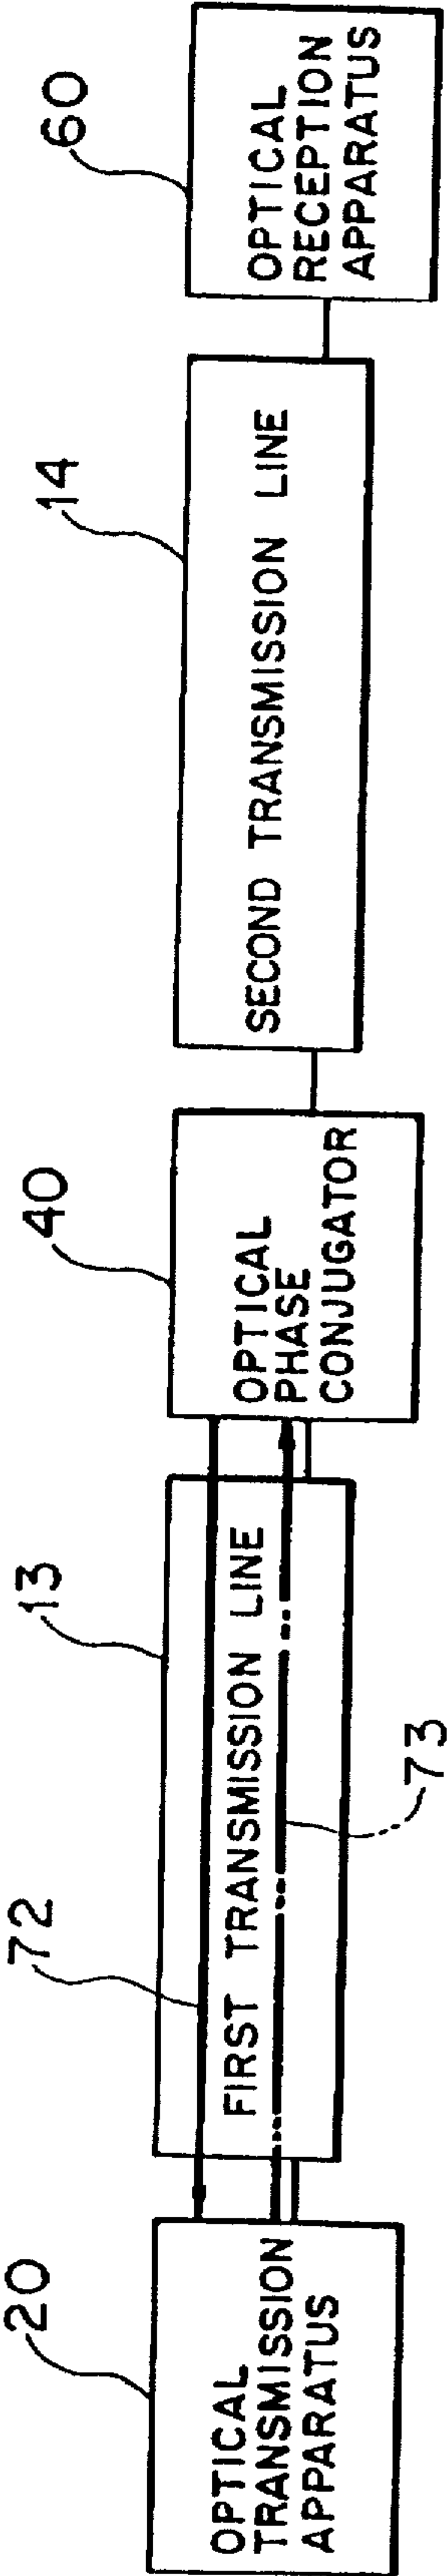 20
OPTICAL
TRANSMISSION
APPARATUS
72
13
FIRST TRANSMISSION LINE
73
40
OPTICAL
PHASE
CONJUGATOR
14
SECOND TRANSMISSION LINE
60
OPTICAL
RECEPTION
APPARATUS